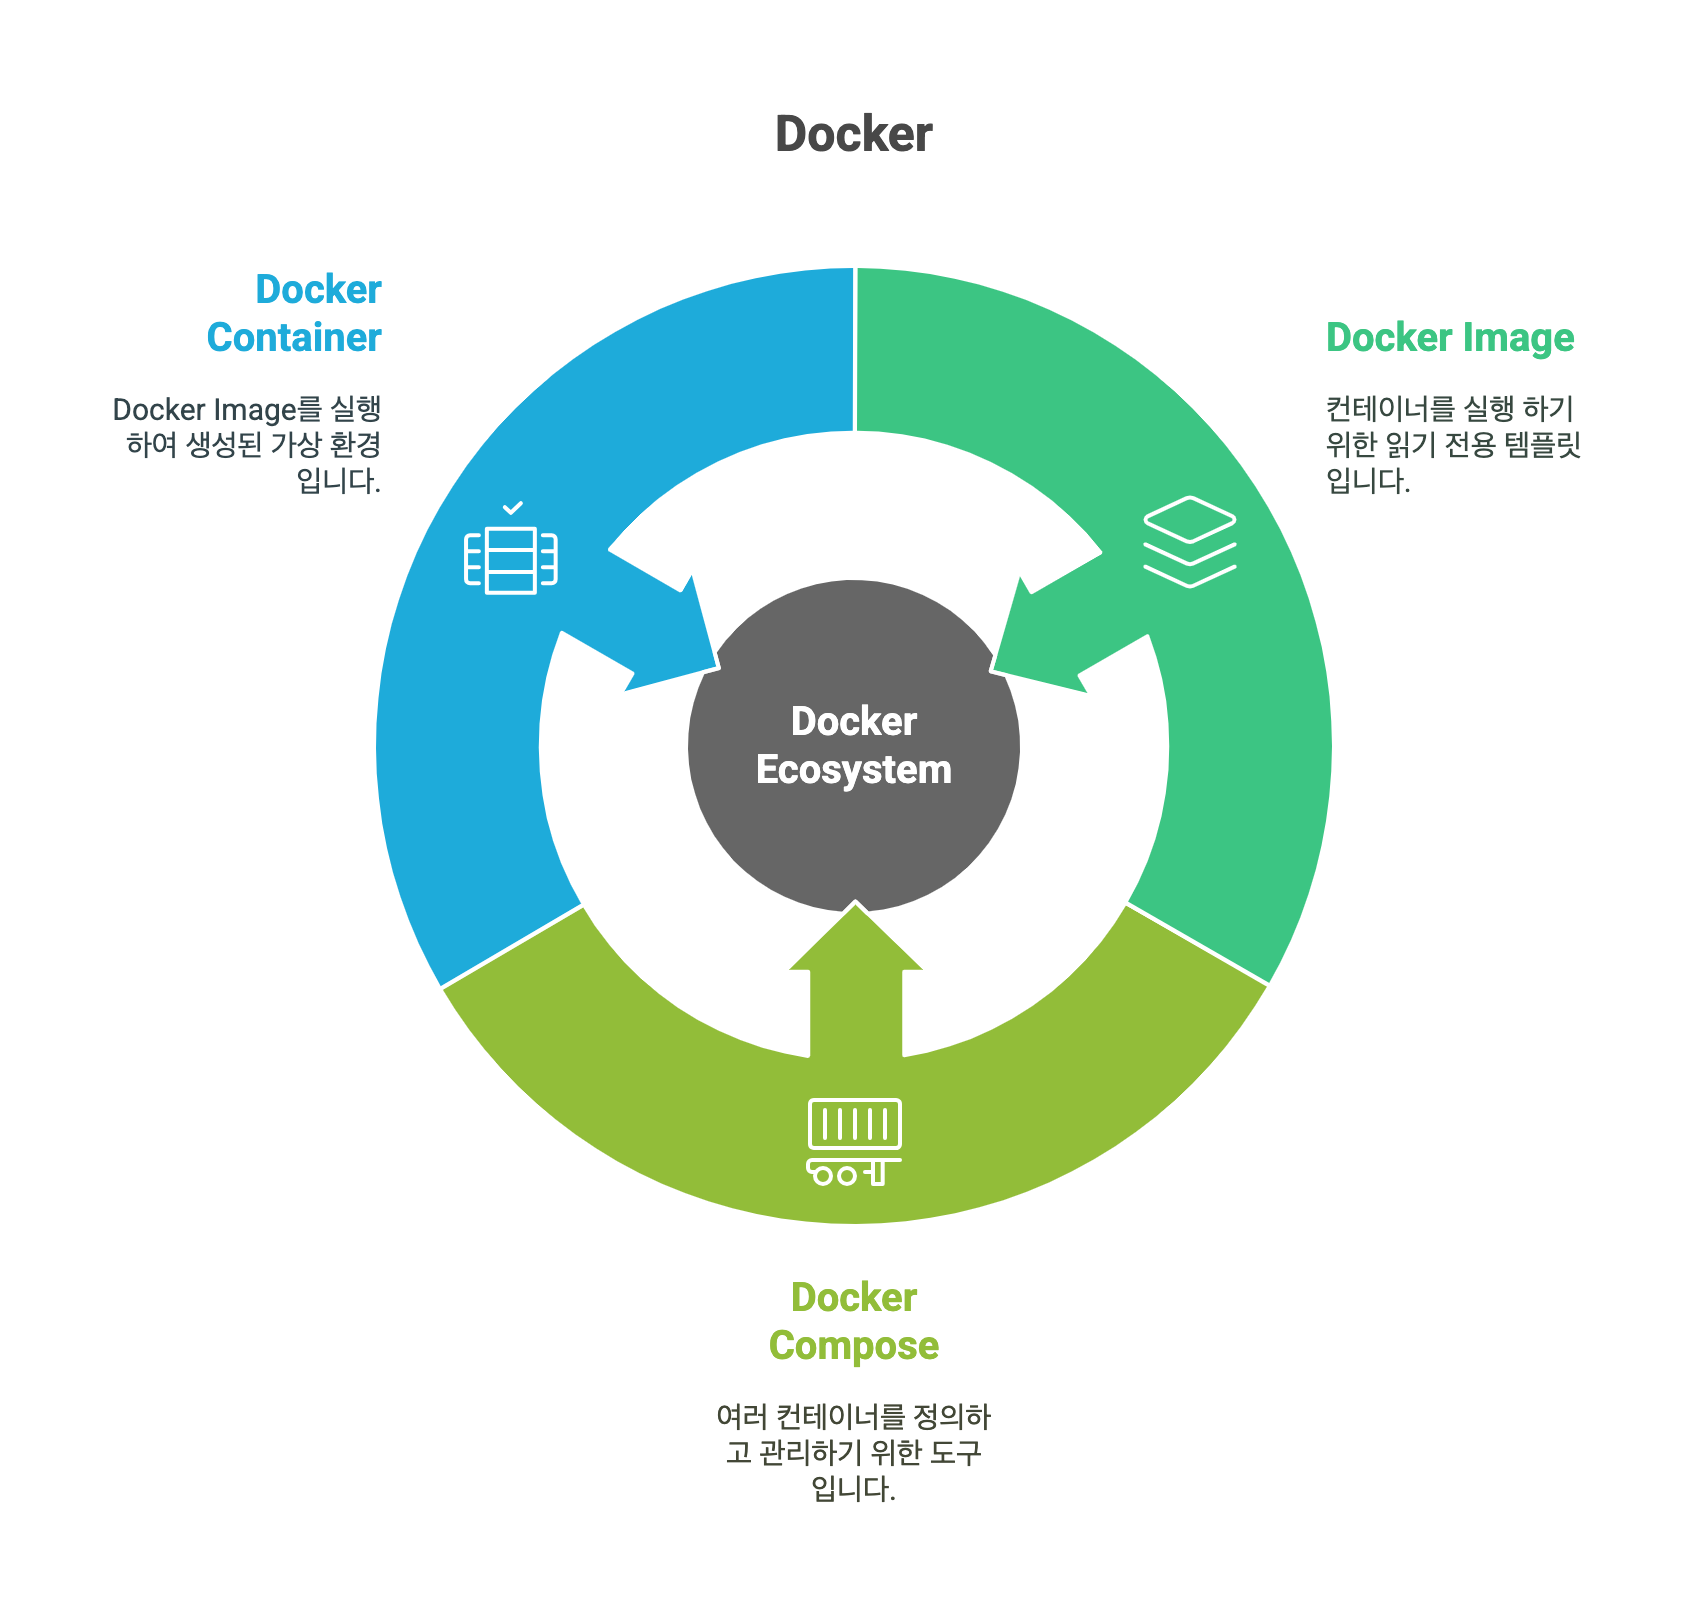 Docker
Docker
Container
Docker Image를 실행
하여 생성된 가상 환경
입니다.
Docker Image
컨테이너를 실행 하기
위한 읽기 전용 템플릿
입니다.
Docker
Ecosystem
Docker
Compose
여러 컨테이너를 정의하
고 관리하기 위한 도구
입니다.